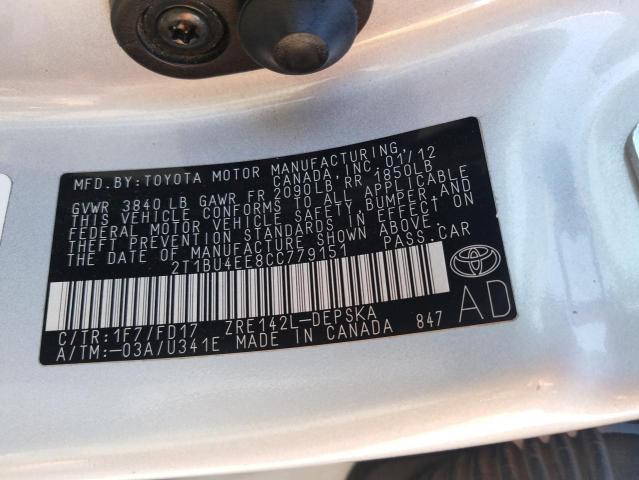 MFD.BY:TOYOTA MOTOR MANUFACTURING,
CANADA, INC. 01/12
GVWR 3840 LB GAWR FR 2090LB RR 1850LB
THIS VEHICLE CONFORMS TO ALL APPLICABLE
FEDERAL MOTOR VEHICLE SAFETY, BUMPER AND
THEFT PREVENTION STANDARDS IN EFFECT ON
THE DATE OF MANUFACTURE SHOWN ABOVE.
2T1BU4EE8CC779151 PASS.CAR
C/TR:1F7/FD17 ZRE142L-DEPSKA
A/TM:-03A/U341E MADE IN CANADA 847
AD